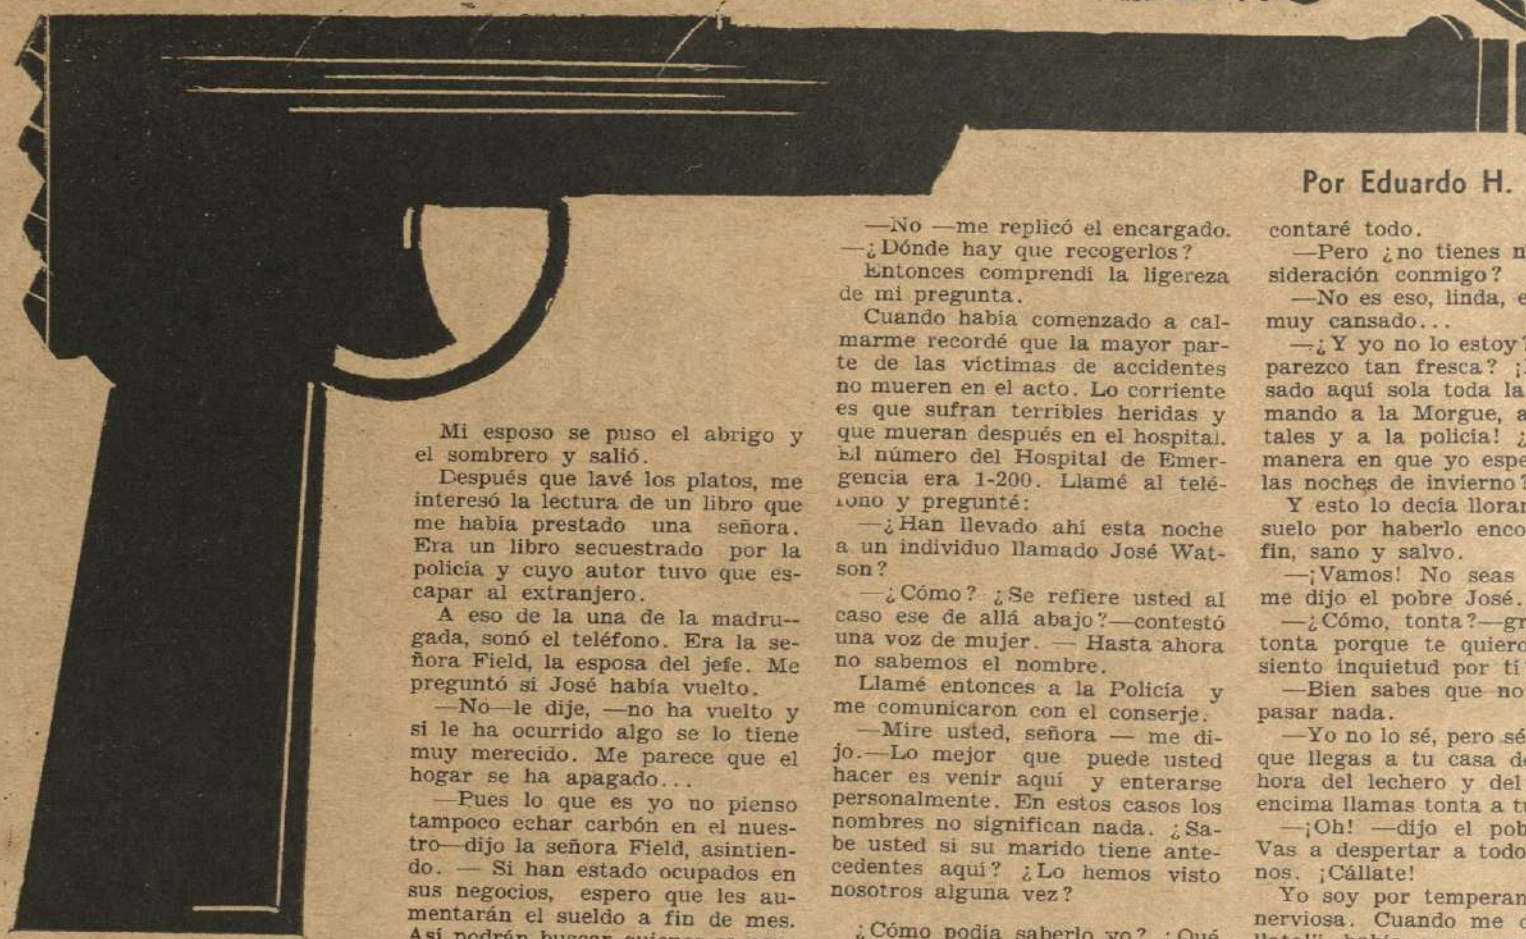 Por Eduardo H.
Mi esposo se puso el abrigo y
el sombrero y salió.
Después que lavé los platos, me
interesó la lectura de un libro que
me había prestado una señora.
Era un libro secuestrado por la
policía y cuyo autor tuvo que es-
capar al extranjero.
A eso de la una de la madru--
gada, sonó el teléfono. Era la se-
ñora Field, la esposa del jefe. Me
preguntó si José había vuelto.
—No—le dije, —no ha vuelto y
si le ha ocurrido algo se lo tiene
muy merecido. Me parece que el
hogar se ha apagado...
—Pues lo que es yo no pienso
tampoco echar carbón en el nues-
tro—dijo la señora Field, asintien-
do. — Si han estado ocupados en
sus negocios, espero que les au-
mentarán el sueldo a fin de mes.
Así podrán buscar
—No —me replicó el encargado.
—¿Dónde hay que recogerlos?
Entonces comprendí la ligereza
de mi pregunta.
Cuando había comenzado a cal-
marme recordé que la mayor par-
te de las víctimas de accidentes
no mueren en el acto. Lo corriente
es que sufran terribles heridas y
que mueran después en el hospital.
El número del Hospital de Emer-
gencia era 1-200. Llamé al telé-
fono y pregunté:
—¿Han llevado ahí esta noche
a un individuo llamado José Wat-
son?
—¿Cómo? ¿Se refiere usted al
caso ese de allá abajo?—contestó
una voz de mujer. — Hasta ahora
no sabemos el nombre.
Llamé entonces a la Policía y
me comunicaron con el conserje.
—Mire usted, señora — me di-
jo.—Lo mejor que puede usted
hacer es venir aquí y enterarse
personalmente. En estos casos los
nombres no significan nada. ¿Sa-
be usted si su marido tiene ante-
cedentes aquí? ¿Lo hemos visto
nosotros alguna vez?
¿Cómo podía saberlo yo? ¿Qué
contaré todo.
—Pero ¿no tienes n
sideración conmigo?
—No es eso, linda, e
muy cansado...
—¿Y yo no lo estoy?
parezco tan fresca?
sado aquí sola toda la
mando a la Morgue, a
tales y a la policía! ¿
manera en que yo espe
las noches de invierno?
Y esto lo decía lloran
suelo por haberlo enco
fin, sano y salvo.
—¡Vamos! No seas
me dijo el pobre José.
—¿Cómo, tonta?—gr
tonta porque te quiero
siento inquietud por ti
—Bien sabes que no
pasar nada.
—Yo no lo sé, pero sé
que llegas a tu casa de
hora del lechero y del
encima llamas tonta a tu
—¡Oh! —dijo el pob
Vas a despertar a todo
nos. ¡Cállate!
Yo soy por temperan
nerviosa. Cuando me